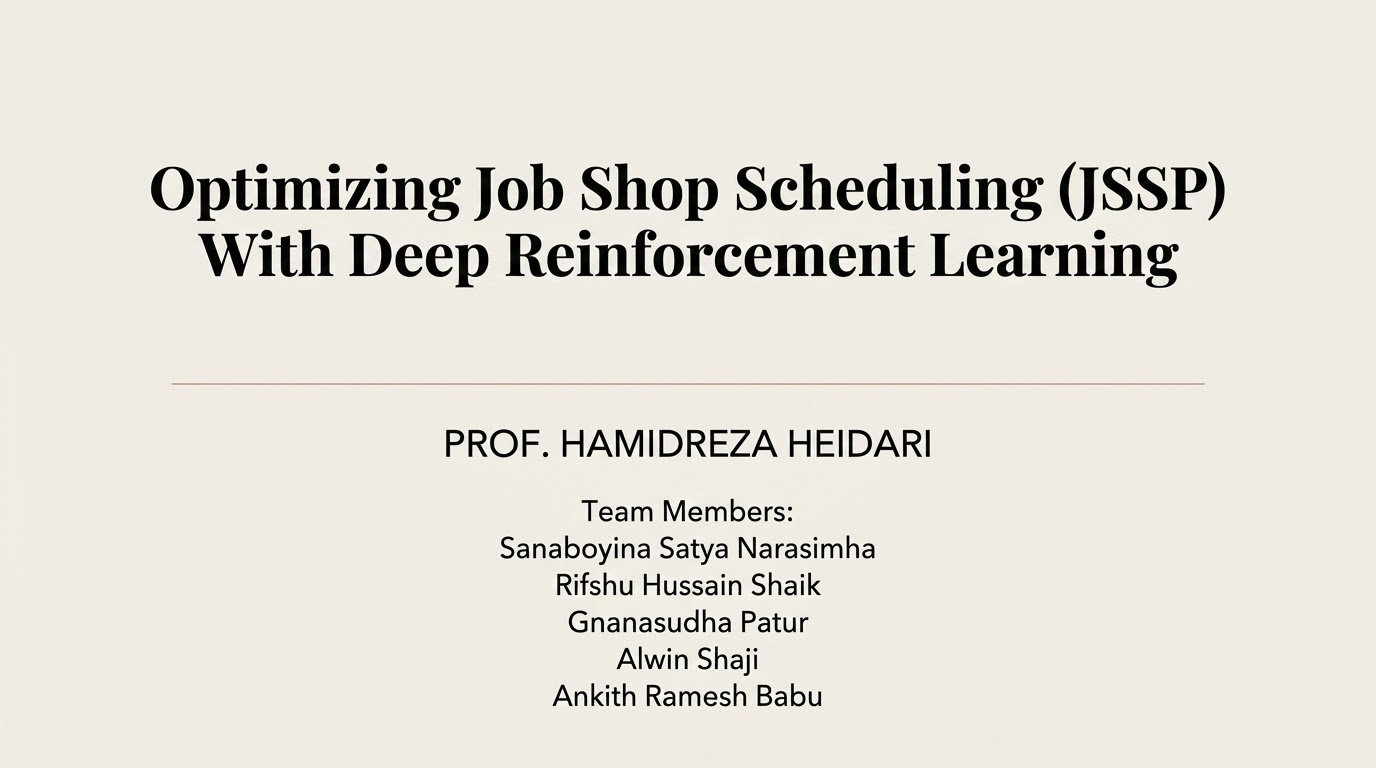 Optimizing Job Shop Scheduling (JSSP)
With Deep Reinforcement Learning
PROF. HAMIDREZA HEIDARI
Team Members:
Sanaboyina Satya Narasimha
Rifshu Hussain Shaik
Gnanasudha Patur
Alwin Shaji
Ankith Ramesh Babu